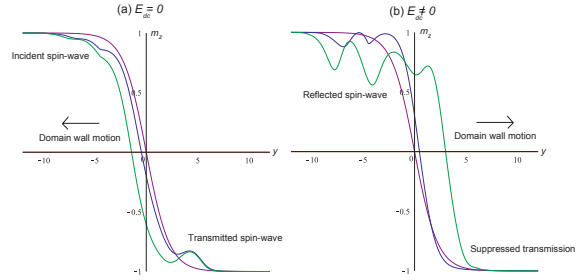 (a) E_dc = 0
m_z
Incident spin-wave
0.5
Domain wall motion
y
-10
-5
0
5
10
-0.5
Transmitted spin-wave
-1
(b) E_dc ≠ 0
m_z
1
Reflected spin-wave
0.5
Domain wall motion
y
-10
-5
0
5
10
-0.5
Suppressed transmission
-1